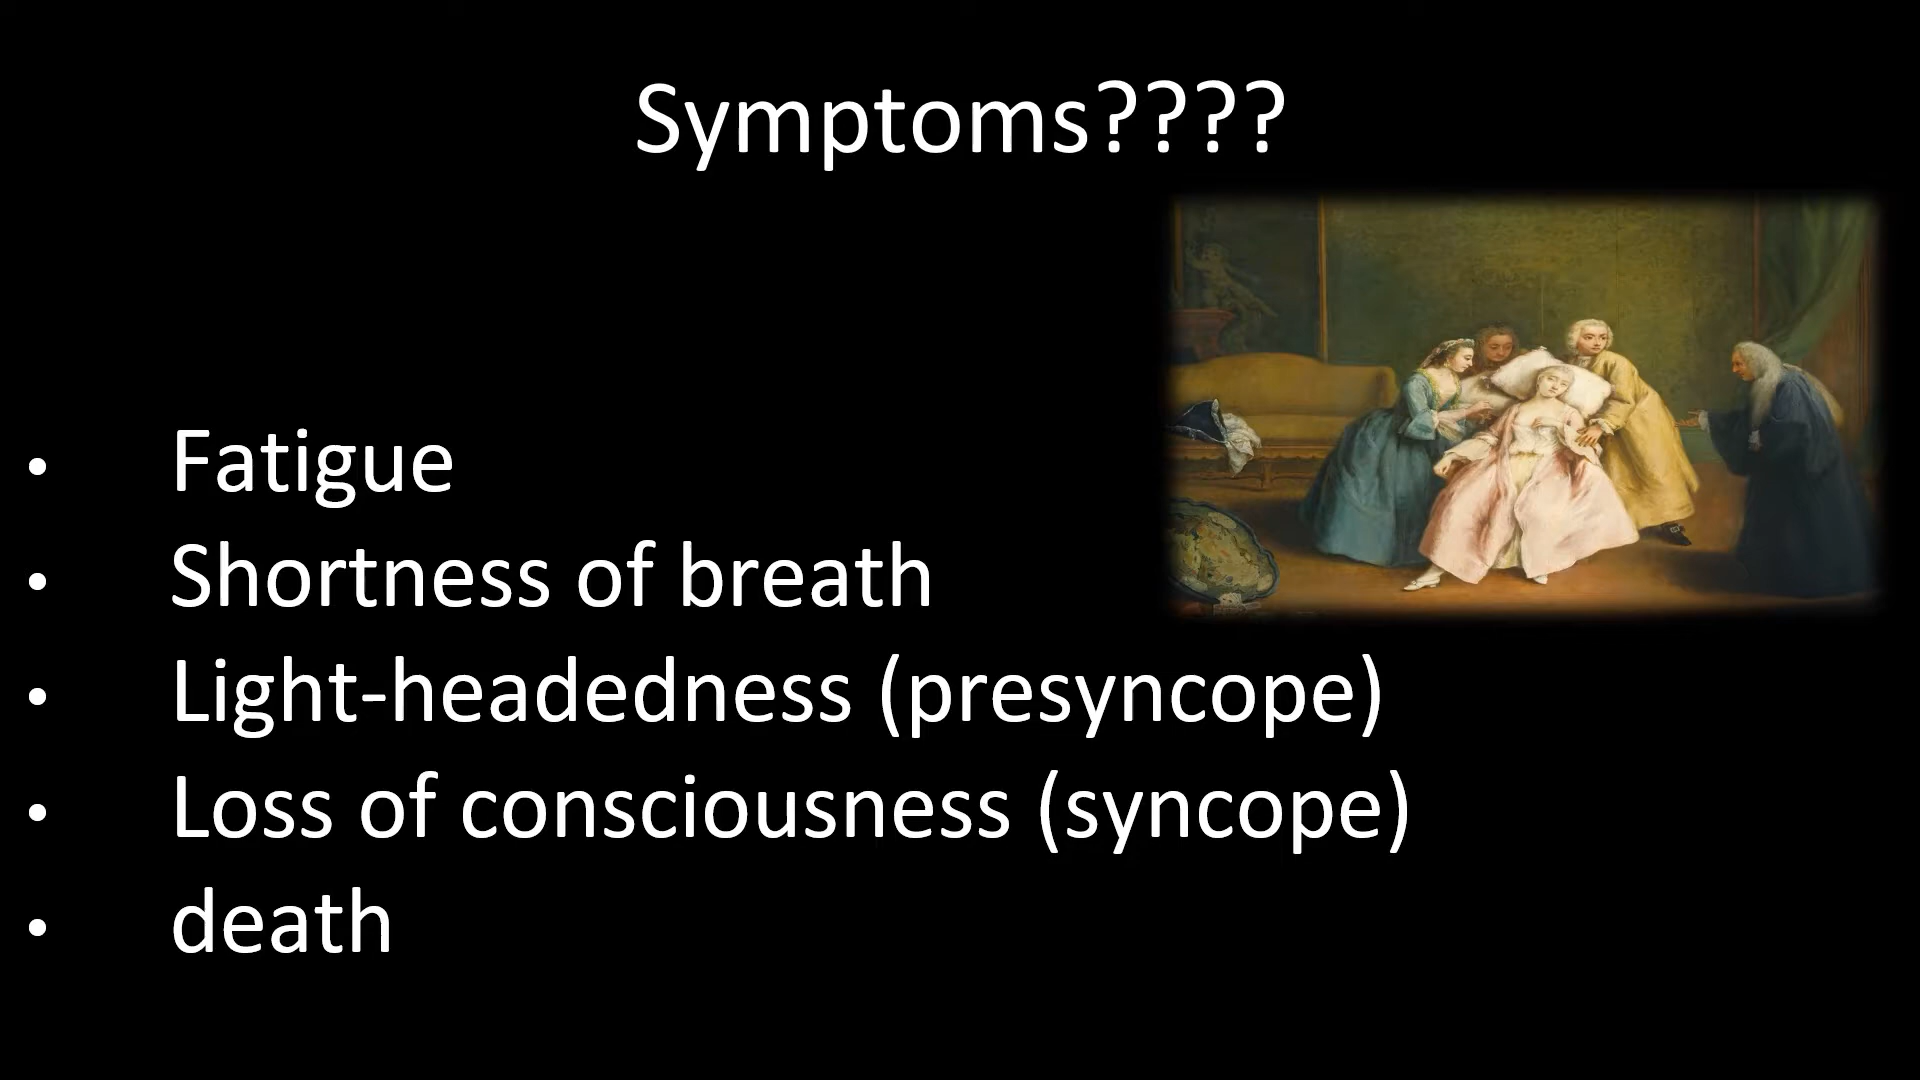 Symptoms????
• Fatigue
• Shortness of breath
• Light-headedness (presyncope)
• Loss of consciousness (syncope)
• death